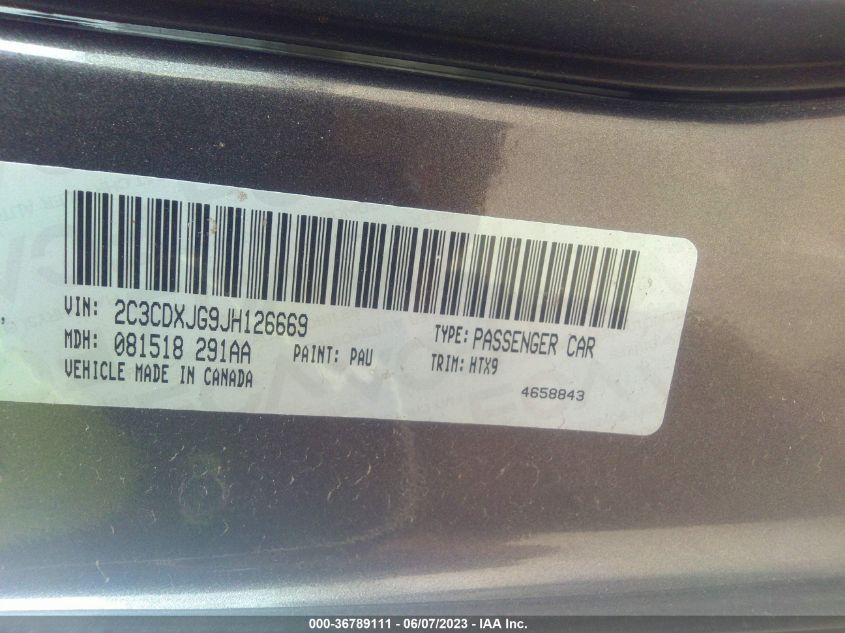 VIN: 2C3CDXJG9JH126669
TYPE: PASSENGER CAR
MDH: 081518 291AA PAINT: PAU TRIM: HTX9
VEHICLE MADE IN CANADA
4658843
000-36789111 - 06/07/2023 - IAA Inc.